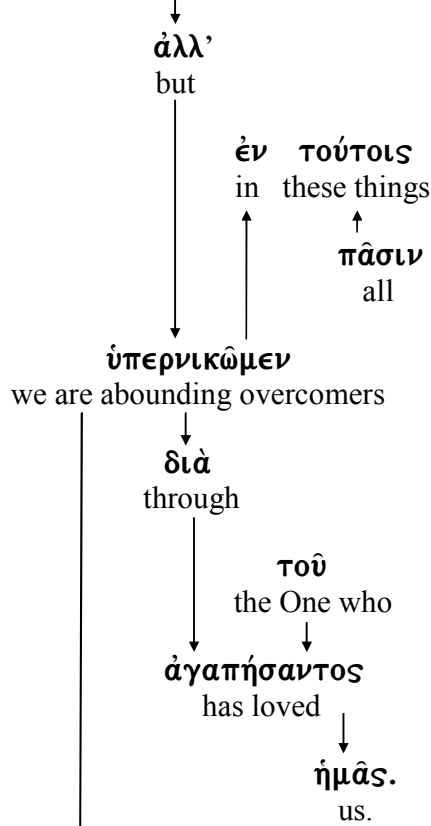 ἀλλ’
but
ἐν τούτοις
in these things
πᾶσιν
all
ὑπερνικῶμεν
we are abounding overcomers
διὰ
through
τοῦ
the One who
ἀγαπήσαντος
has loved
ἡμᾶς.
us.